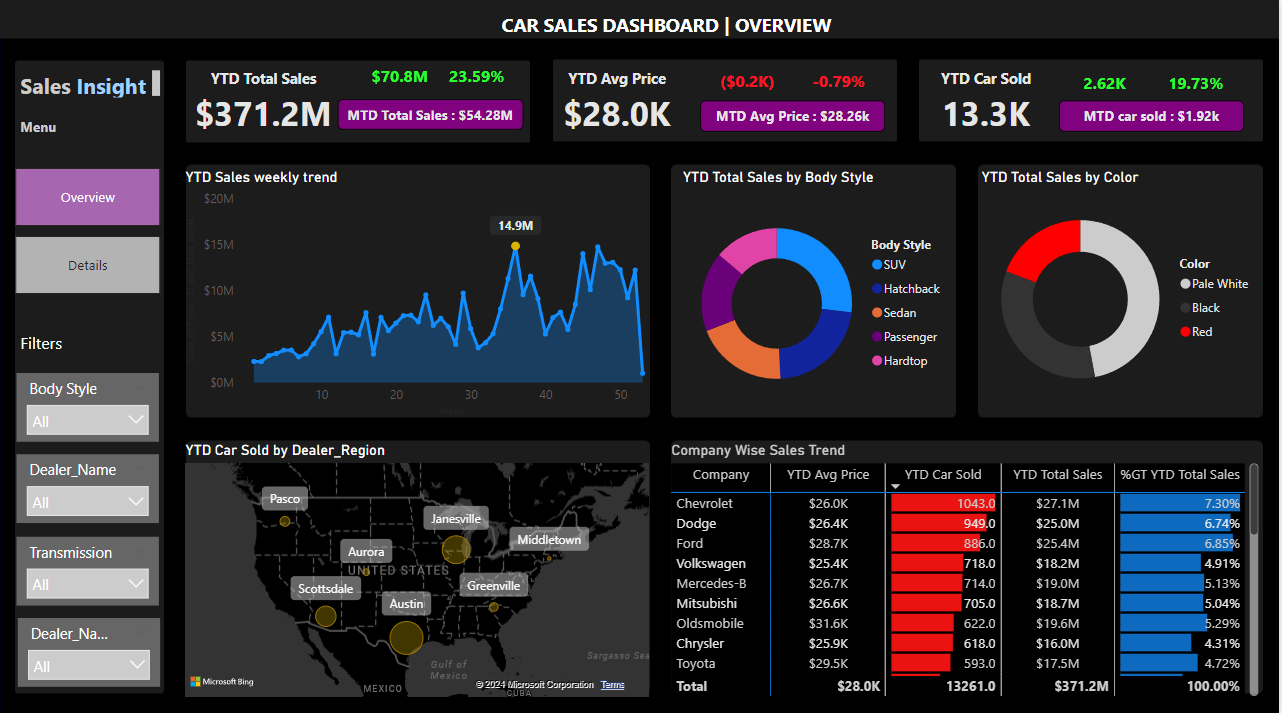 CAR SALES DASHBOARD | OVERVIEW
Sales Insight
Menu
Overview
Details
Filters
Body Style
All
Dealer_Name
All
Transmission
All
Dealer_Na...
All
YTD Total Sales
$70.8M 23.59%
$371.2M
MTD Total Sales : $54.28M
YTD Avg Price
($0.2K) -0.79%
$28.0K
MTD Avg Price : $28.26k
YTD Car Sold
2.62K 19.73%
13.3K
MTD car sold : $1.92k
YTD Sales weekly trend
$20M
$15M
$10M
$5M
$0M
14.9M
10 20 30 40 50
YTD Total Sales by Body Style
Body Style
SUV
Hatchback
Sedan
Passenger
Hardtop
YTD Total Sales by Color
Color
Pale White
Black
Red
YTD Car Sold by Dealer_Region
Pasco
Janesville
Middletown
Aurora
UNITED STATES
Scottsdale
Greenville
Austin
Gulf of
Mexico
Sargasso Sea
MEXICO
CUBA
Microsoft Bing
© 2024 Microsoft Corporation Terms
Company Wise Sales Trend
Company YTD Avg Price YTD Car Sold YTD Total Sales %GT YTD Total Sales
Chevrolet $26.0K 1043.0 $27.1M 7.30%
Dodge $26.4K 949.0 $25.0M 6.74%
Ford $28.7K 886.0 $25.4M 6.85%
Volkswagen $25.4K 718.0 $18.2M 4.91%
Mercedes-B $26.7K 714.0 $19.0M 5.13%
Mitsubishi $26.6K 705.0 $18.7M 5.04%
Oldsmobile $31.6K 622.0 $19.6M 5.29%
Chrysler $25.9K 618.0 $16.0M 4.31%
Toyota $29.5K 593.0 $17.5M 4.72%
Total $28.0K 13261.0 $371.2M 100.00%